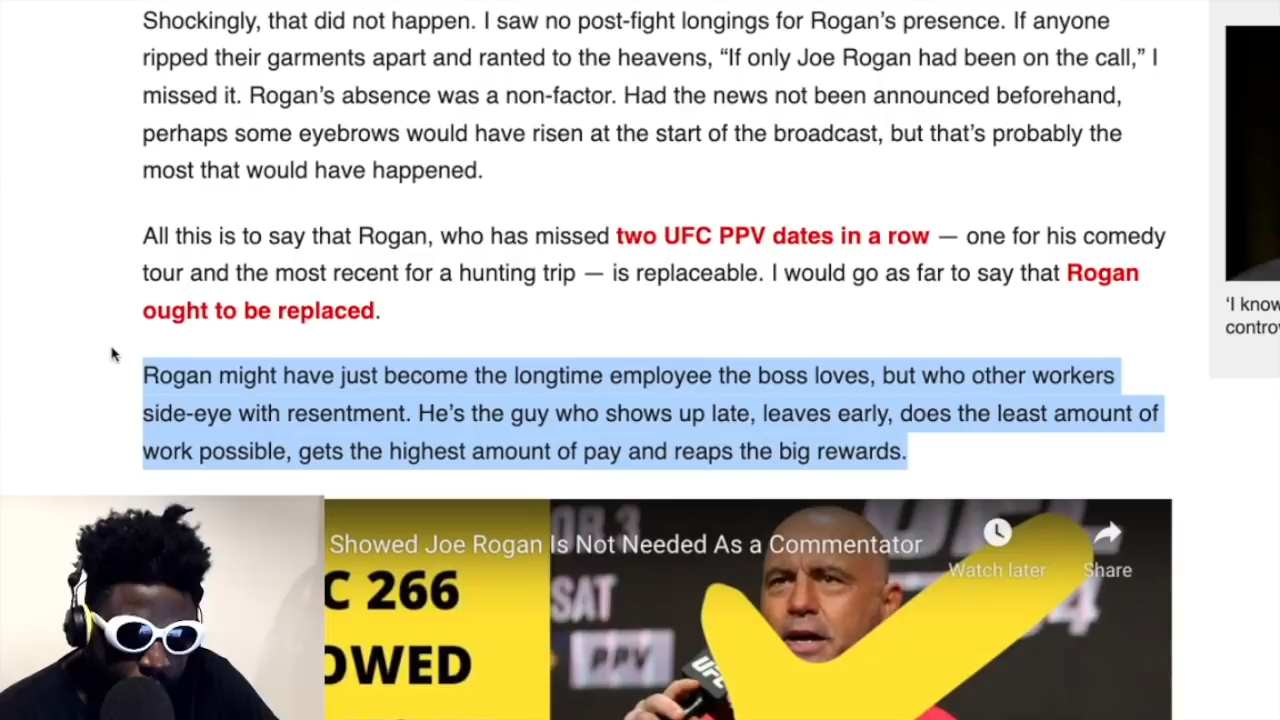 Shockingly, that did not happen. I saw no post-fight longings for Rogan’s presence. If anyone
ripped their garments apart and ranted to the heavens, “If only Joe Rogan had been on the call,” I
missed it. Rogan’s absence was a non-factor. Had the news not been announced beforehand,
perhaps some eyebrows would have risen at the start of the broadcast, but that’s probably the
most that would have happened.
All this is to say that Rogan, who has missed two UFC PPV dates in a row — one for his comedy
tour and the most recent for a hunting trip — is replaceable. I would go as far to say that Rogan
ought to be replaced.
‘I know
Rogan might have just become the longtime employee the boss loves, but who other workers
side-eye with resentment. He’s the guy who shows up late, leaves early, does the least amount of
work possible, gets the highest amount of pay and reaps the big rewards.
Showed Joe Rogan Is Not Needed As a Commentator
Watch later
Share
C 266
OWED
SAT
PPV
UFC